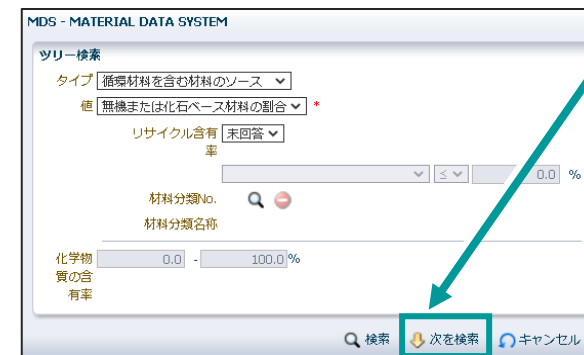 MDS - MATERIAL DATA SYSTEM
ツリー検索
タイプ 循環材料を含む材料のソース
値 無機または化石ベース材料の割合 *
リサイクル含有率 未回答
≤ 0.0 %
材料分類No.
材料分類名称
化学物質の含有率 0.0 - 100.0 %
検索 次を検索 キャンセル